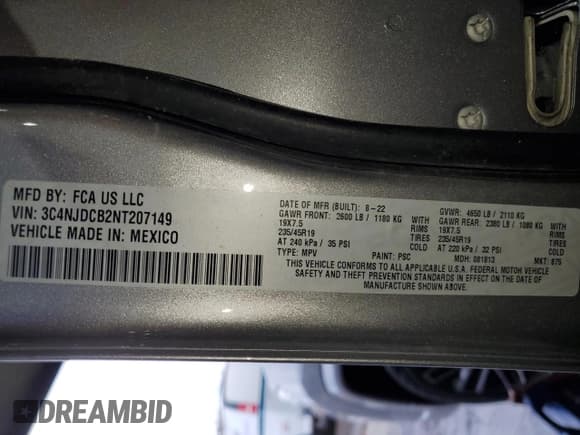 MFD BY: FCA US LLC
VIN: 3C4NJDCB2NT207149
VEHICLE MADE IN: MEXICO
DATE OF MFR (BUILT): 8-22 GVWR: 4650 LB / 2110 KG
GAWR FRONT: 2600 LB / 1180 KG WITH GAWR REAR: 2380 LB / 1080 KG WITH
19X7.5 RIMS 19X7.5 RIMS
235/45R19 TIRES 235/45R19 TIRES
AT 240 kPa / 35 PSI COLD AT 220 kPa / 32 PSI COLD
TYPE: MPV PAINT: PSC MDH: 081813 MKT: 875
THIS VEHICLE CONFORMS TO ALL APPLICABLE U.S.A. FEDERAL MOTOR VEHICLE
SAFETY AND THEFT PREVENTION STANDARDS IN EFFECT ON THE DATE OF
MANUFACTURE SHOWN ABOVE.
DREAMBID